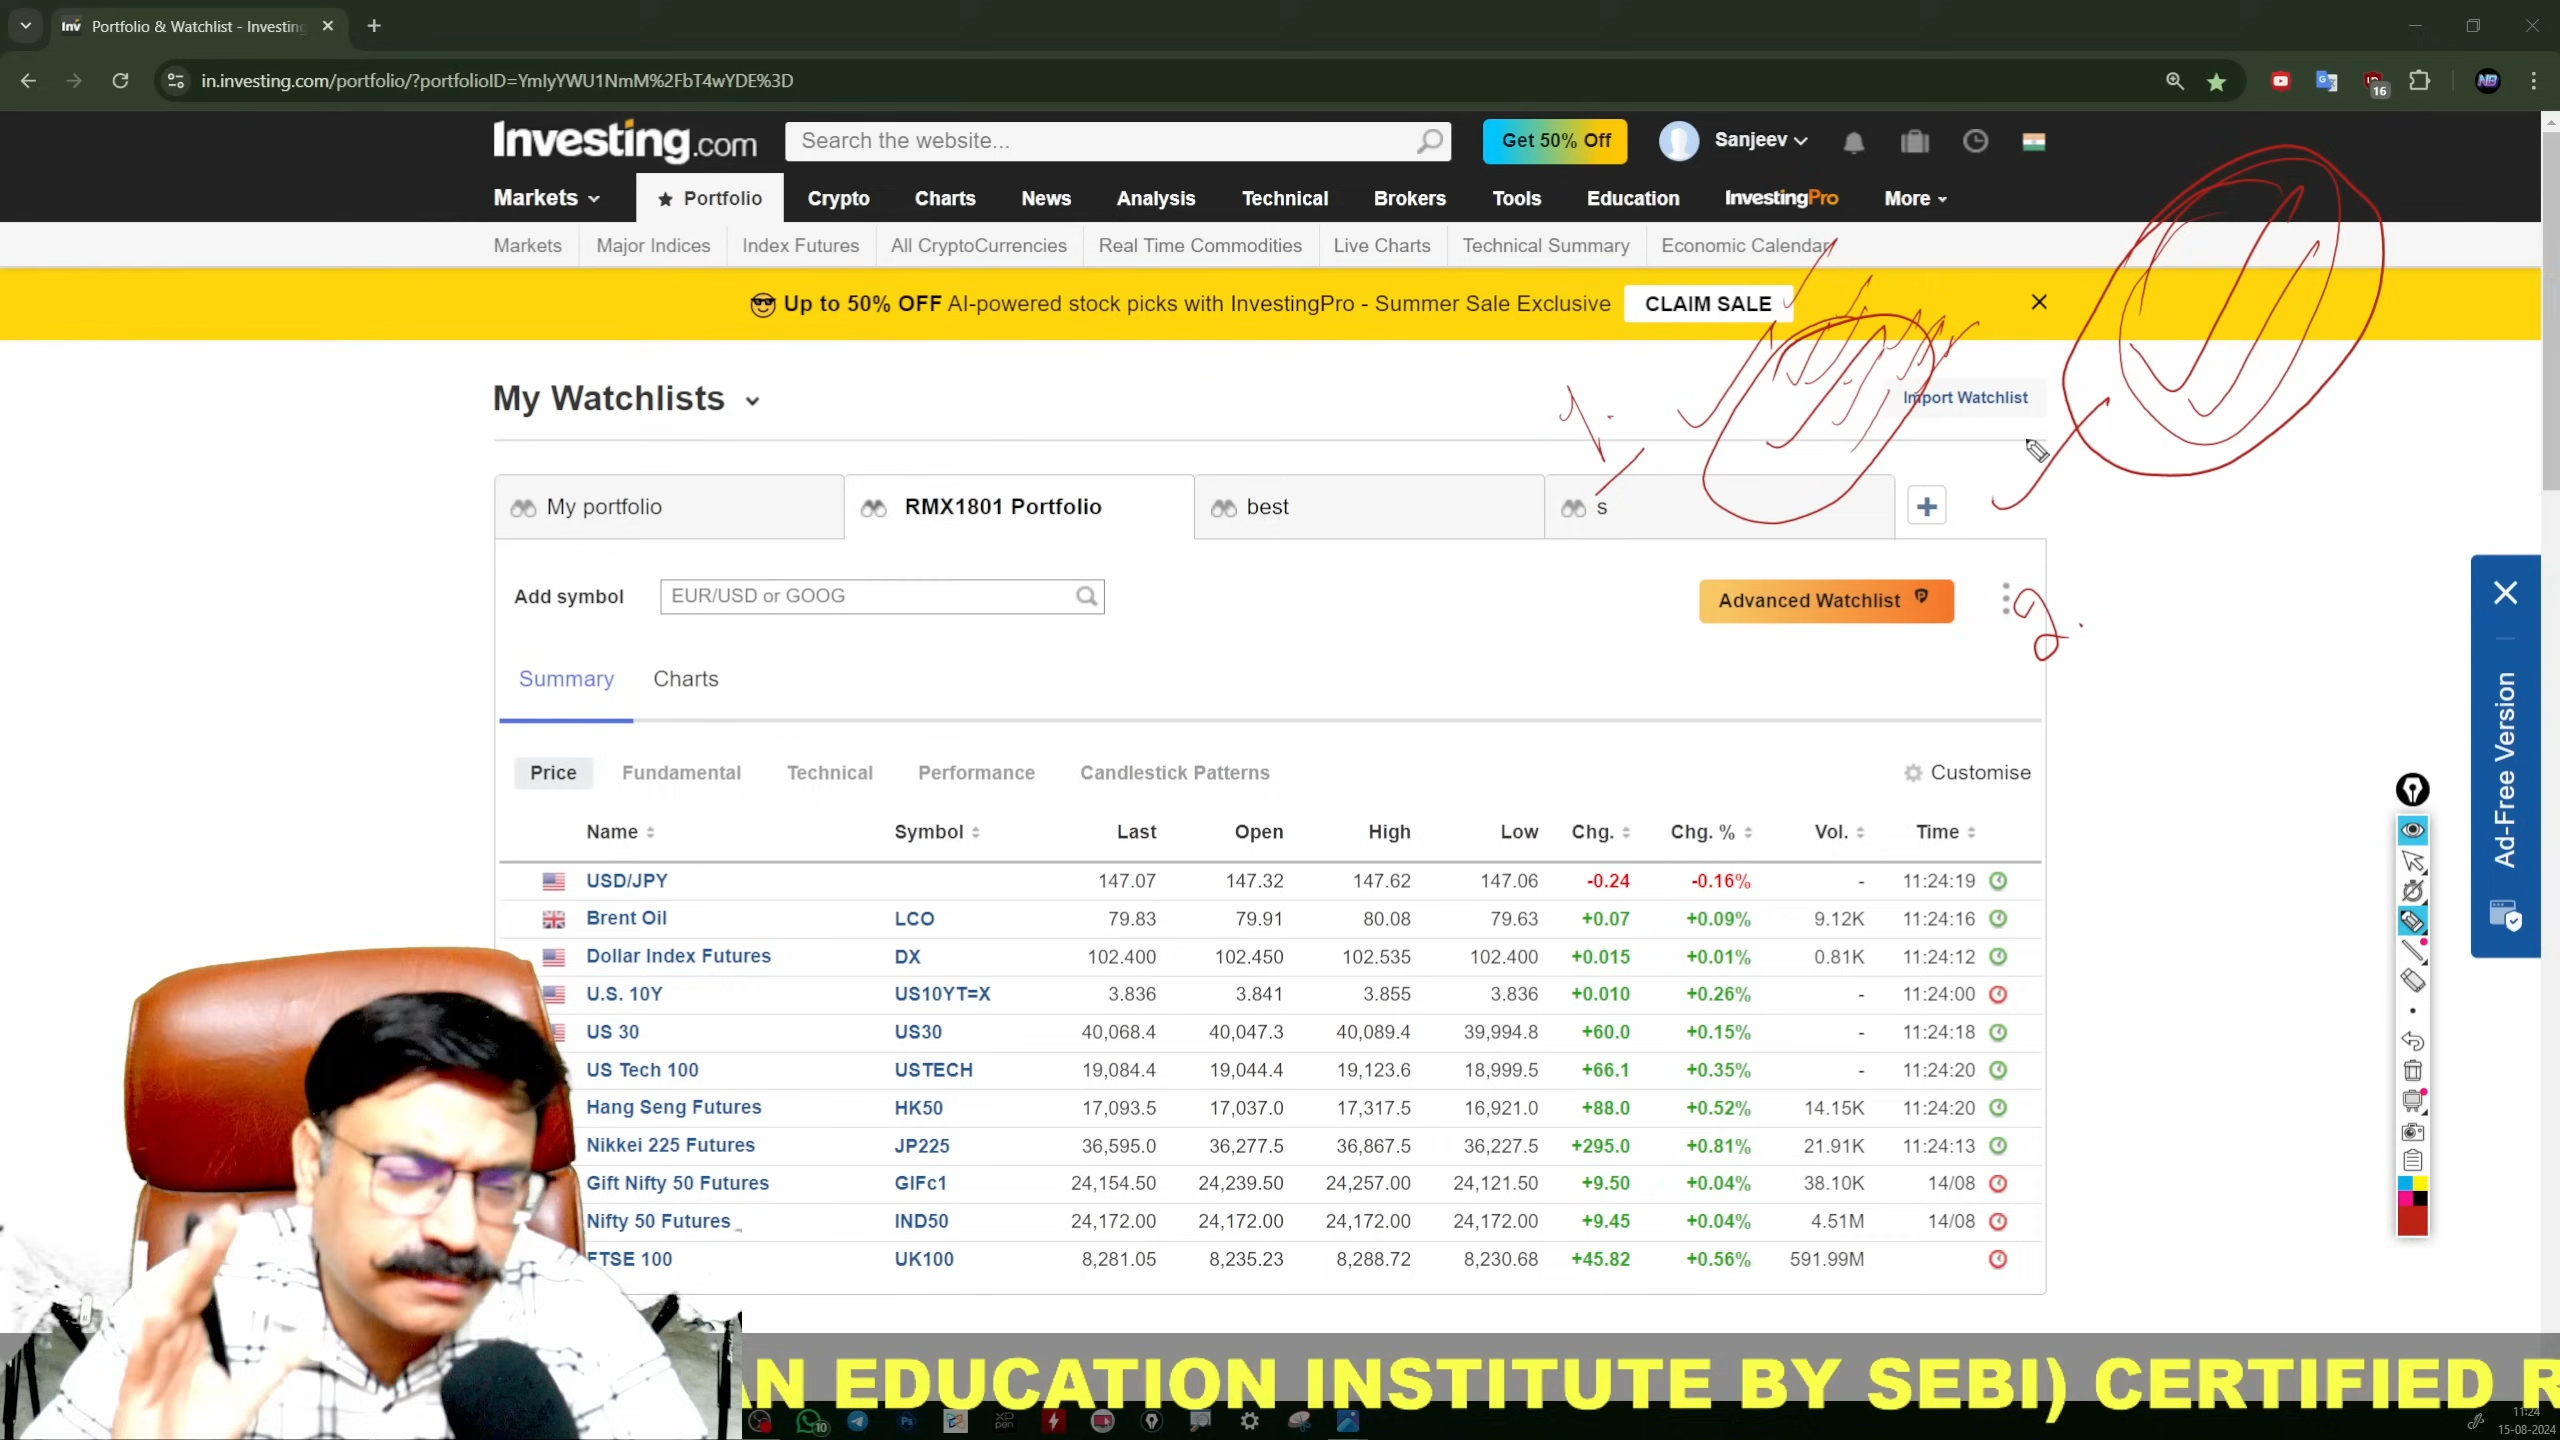 Portfolio & Watchlist - Investing
in.investing.com/portfolio/?portfolioID=YmIyYWU1NmM%2FbT4wYDE%3D
16
NB
Investing.com
Search the website...
Get 50% Off
Sanjeev
Markets
Portfolio
Crypto
Charts
News
Analysis
Technical
Brokers
Tools
Education
InvestingPro
More
Markets
Major Indices
Index Futures
All CryptoCurrencies
Real Time Commodities
Live Charts
Technical Summary
Economic Calendar
Up to 50% OFF AI-powered stock picks with InvestingPro - Summer Sale Exclusive
CLAIM SALE
My Watchlists
Import Watchlist
My portfolio
RMX1801 Portfolio
best
s
Add symbol
EUR/USD or GOOG
Advanced Watchlist
2.
Summary
Charts
Price
Fundamental
Technical
Performance
Candlestick Patterns
Customise
Name Symbol Last Open High Low Chg. Chg. % Vol. Time
USD/JPY 147.07 147.32 147.62 147.06 -0.24 -0.16% - 11:24:19
Brent Oil LCO 79.83 79.91 80.08 79.63 +0.07 +0.09% 9.12K 11:24:16
Dollar Index Futures DX 102.400 102.450 102.535 102.400 +0.015 +0.01% 0.81K 11:24:12
U.S. 10Y US10YT=X 3.836 3.841 3.855 3.836 +0.010 +0.26% - 11:24:00
US 30 US30 40,068.4 40,047.3 40,089.4 39,994.8 +60.0 +0.15% - 11:24:18
US Tech 100 USTECH 19,084.4 19,044.4 19,123.6 18,999.5 +66.1 +0.35% - 11:24:20
Hang Seng Futures HK50 17,093.5 17,037.0 17,317.5 16,921.0 +88.0 +0.52% 14.15K 11:24:20
Nikkei 225 Futures JP225 36,595.0 36,277.5 36,867.5 36,227.5 +295.0 +0.81% 21.91K 11:24:13
Gift Nifty 50 Futures GIFc1 24,154.50 24,239.50 24,257.00 24,121.50 +9.50 +0.04% 38.10K 14/08
Nifty 50 Futures IND50 24,172.00 24,172.00 24,172.00 24,172.00 +9.45 +0.04% 4.51M 14/08
FTSE 100 UK100 8,281.05 8,235.23 8,288.72 8,230.68 +45.82 +0.56% 591.99M
Ad-Free Version
AN EDUCATION INSTITUTE BY SEBI) CERTIFIED R
10
Ps
XP PEN
11:24
15-08-2024